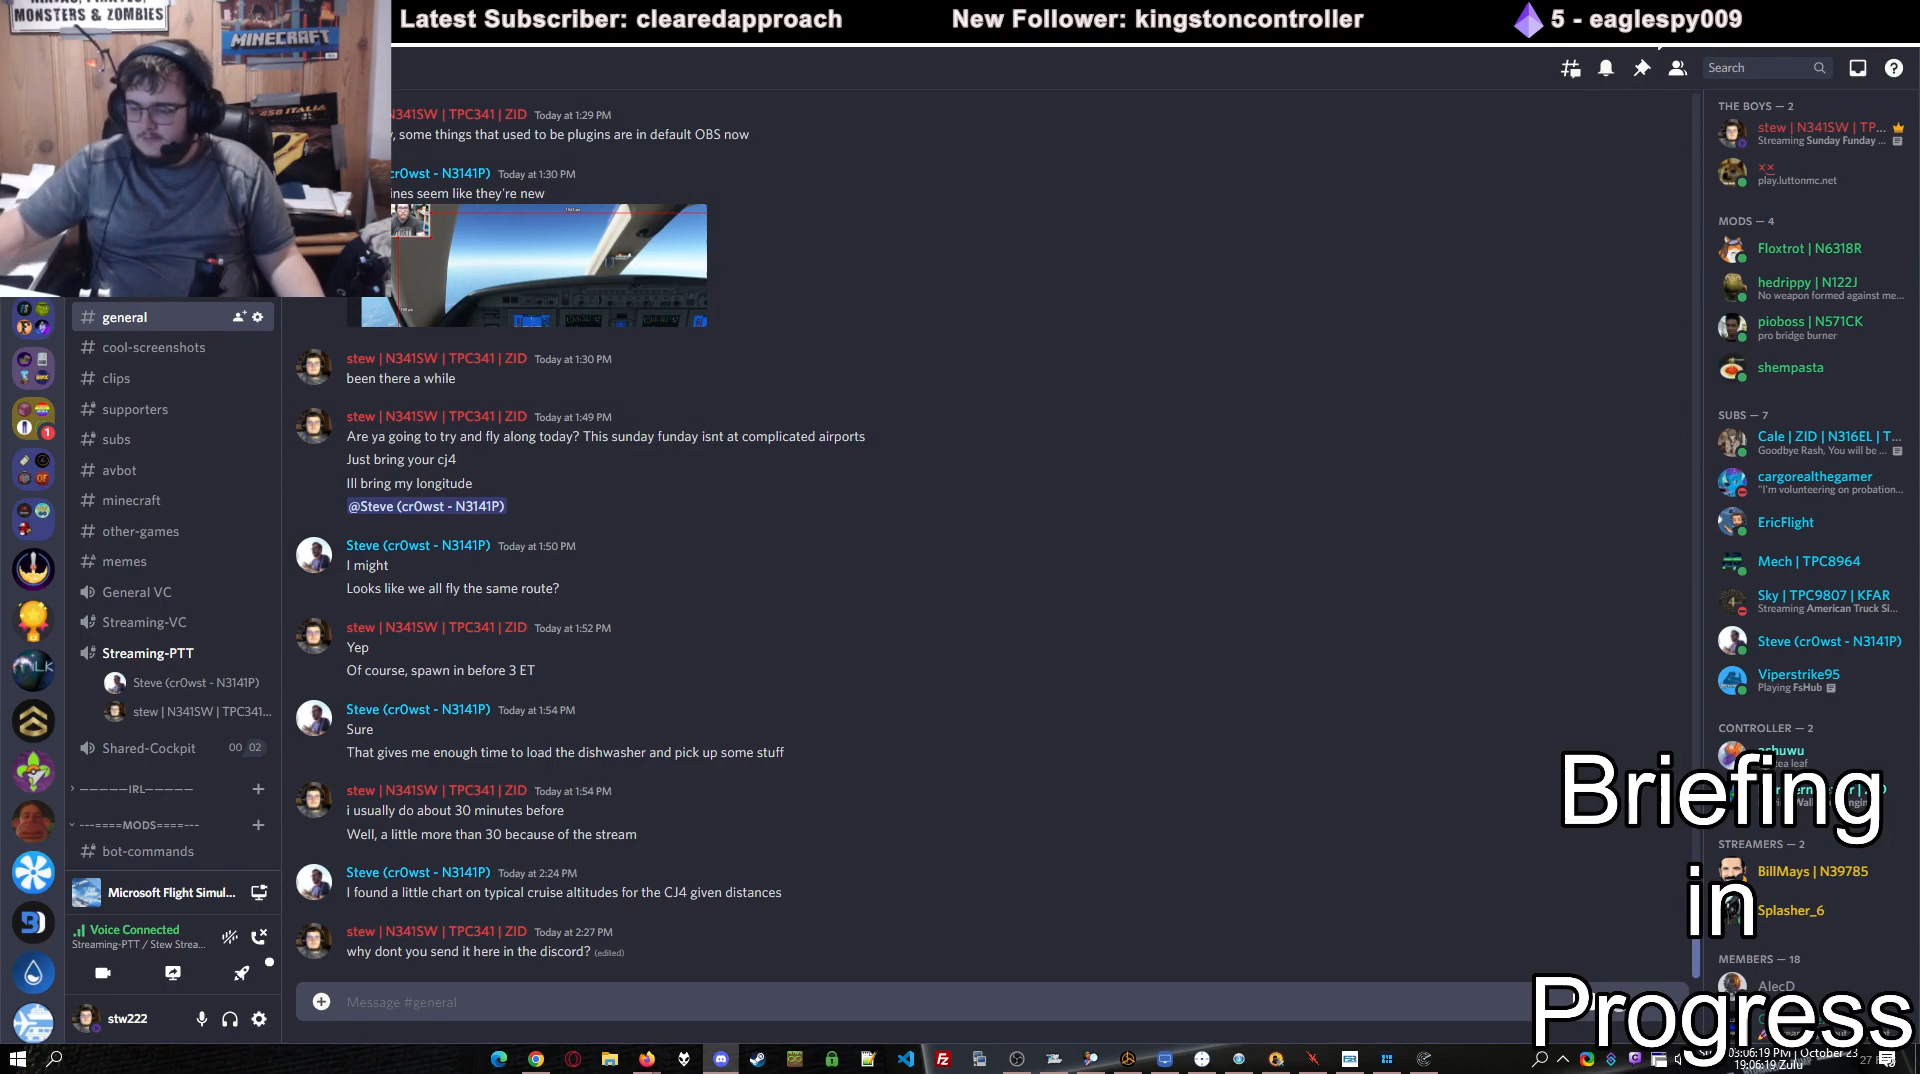 Latest Subscriber: clearedapproach
New Follower: kingstoncontroller
5 - eaglespy009
MONSTERS & ZOMBIES
MINECRAFT
458 ITALIA
Search
N341SW | TPC341 | ZID Today at 1:29 PM
, some things that used to be plugins are in default OBS now
cr0wst - N3141P) Today at 1:30 PM
ines seem like they're new
stew | N341SW | TPC341 | ZID Today at 1:30 PM
been there a while
stew | N341SW | TPC341 | ZID Today at 1:49 PM
Are ya going to try and fly along today? This sunday funday isnt at complicated airports
Just bring your cj4
Ill bring my longitude
@Steve (cr0wst - N3141P)
Steve (cr0wst - N3141P) Today at 1:50 PM
I might
Looks like we all fly the same route?
stew | N341SW | TPC341 | ZID Today at 1:52 PM
Yep
Of course, spawn in before 3 ET
Steve (cr0wst - N3141P) Today at 1:54 PM
Sure
That gives me enough time to load the dishwasher and pick up some stuff
stew | N341SW | TPC341 | ZID Today at 1:54 PM
i usually do about 30 minutes before
Well, a little more than 30 because of the stream
Steve (cr0wst - N3141P) Today at 2:24 PM
I found a little chart on typical cruise altitudes for the CJ4 given distances
stew | N341SW | TPC341 | ZID Today at 2:27 PM
why dont you send it here in the discord? (edited)
Message #general
general
cool-screenshots
clips
supporters
subs
avbot
minecraft
other-games
memes
General VC
Streaming-VC
Streaming-PTT
Steve (cr0wst - N3141P)
stew | N341SW | TPC341...
Shared-Cockpit 00 02
-----IRL-----
---====MODS====---
bot-commands
Microsoft Flight Simul...
Voice Connected
Streaming-PTT / Stew Strea...
stw222
1
THE BOYS — 2
stew | N341SW | TP...
Streaming Sunday Funday ...
play.luttonmc.net
MODS — 4
Floxtrot | N6318R
hedrippy | N122J
No weapon formed against me...
pioboss | N571CK
pro bridge burner
shempasta
SUBS — 7
Cale | ZID | N316EL | T...
Goodbye Rash, You will be ...
cargorealthegamer
"I'm volunteering on probation...
EricFlight
Mech | TPC8964
Sky | TPC9807 | KFAR
Streaming American Truck Si...
Steve (cr0wst - N3141P)
Viperstrike95
Playing FsHub
CONTROLLER — 2
ashuwu
tea leaf
STREAMERS — 2
BillMays | N39785
Splasher_6
MEMBERS — 18
AlecD
Briefing
in
Progress
03:06:19 PM | October 23
19:06:19 Zulu
27